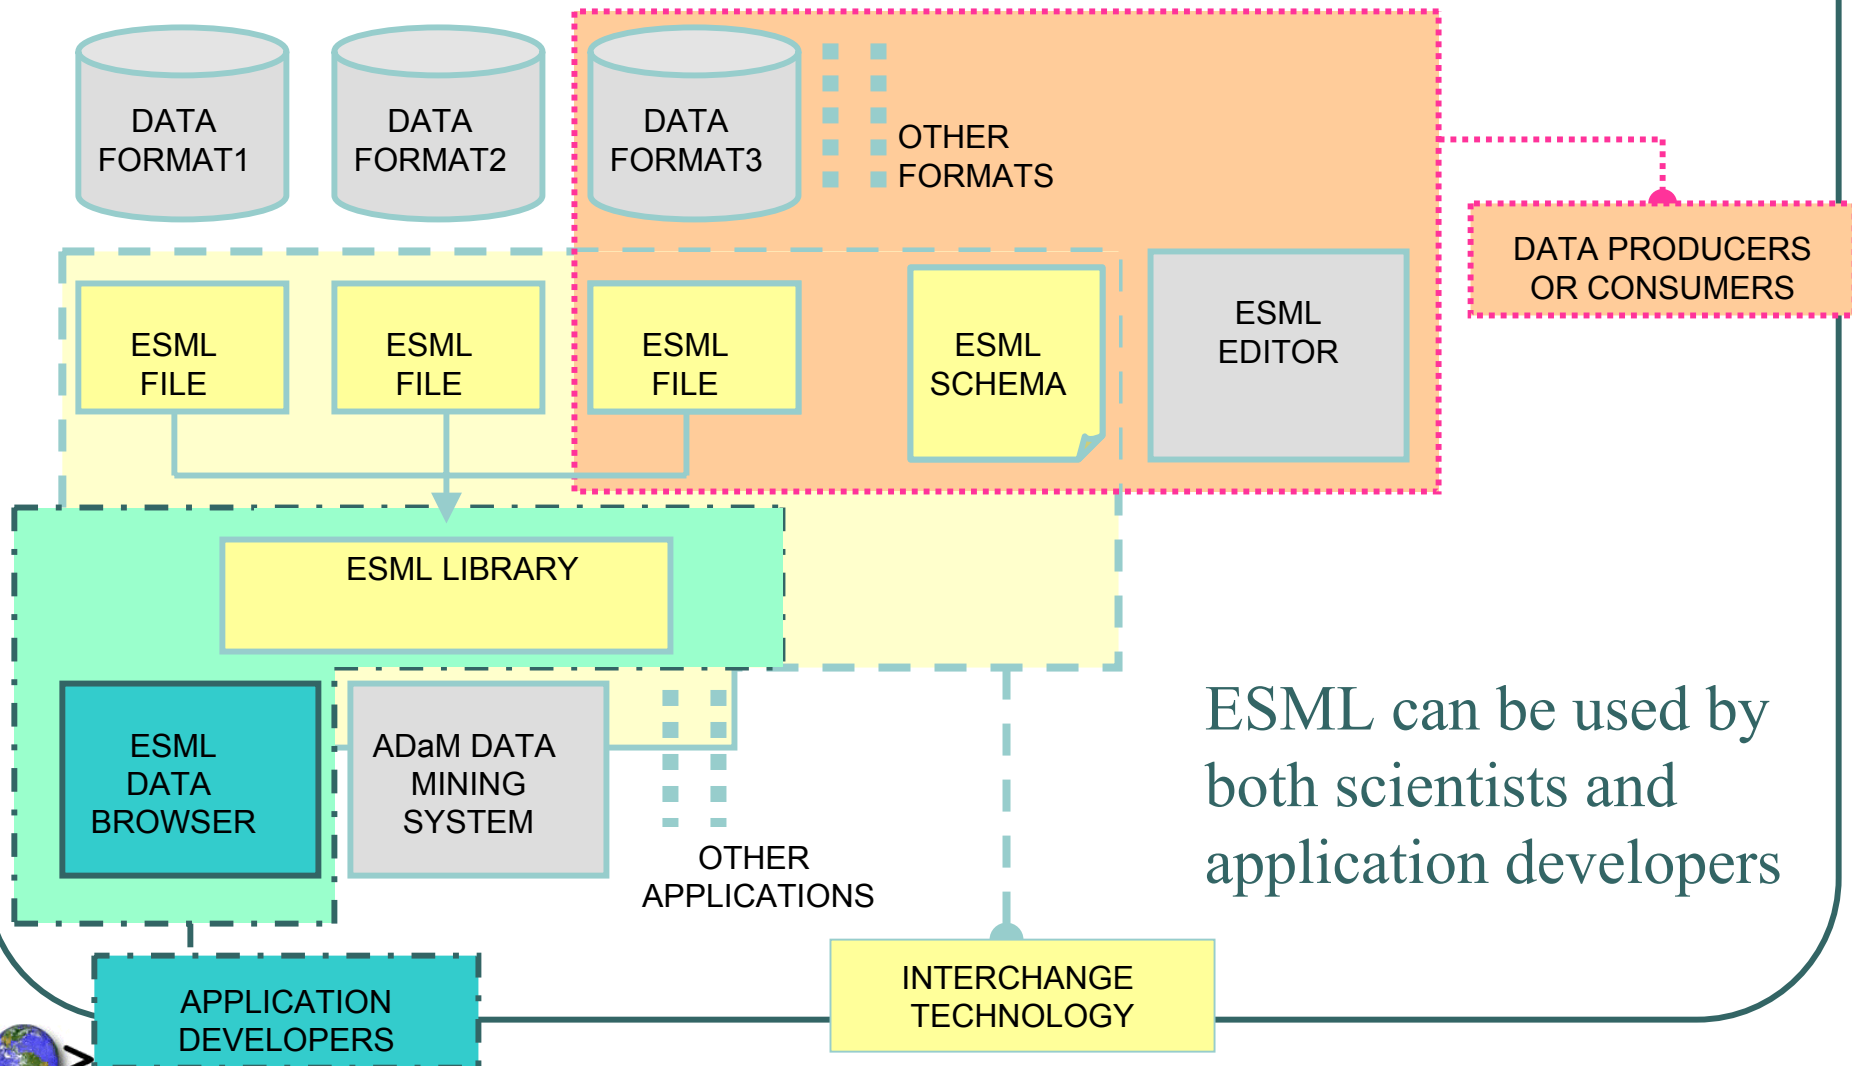 DATA
FORMAT1
DATA
FORMAT2
DATA
FORMAT3
OTHER
FORMATS
DATA PRODUCERS
OR CONSUMERS
ESML
FILE
ESML
FILE
ESML
FILE
ESML
SCHEMA
ESML
EDITOR
ESML LIBRARY
ESML
DATA
BROWSER
ADaM DATA
MINING
SYSTEM
OTHER
APPLICATIONS
ESML can be used by
both scientists and
application developers
APPLICATION
DEVELOPERS
INTERCHANGE
TECHNOLOGY
>